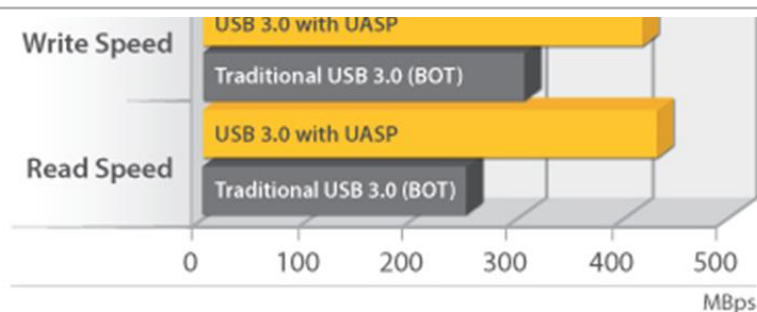 USB 3.0 with UASP
Write Speed
Traditional USB 3.0 (BOT)
USB 3.0 with UASP
Read Speed
Traditional USB 3.0 (BOT)
0 100 200 300 400 500
MBps